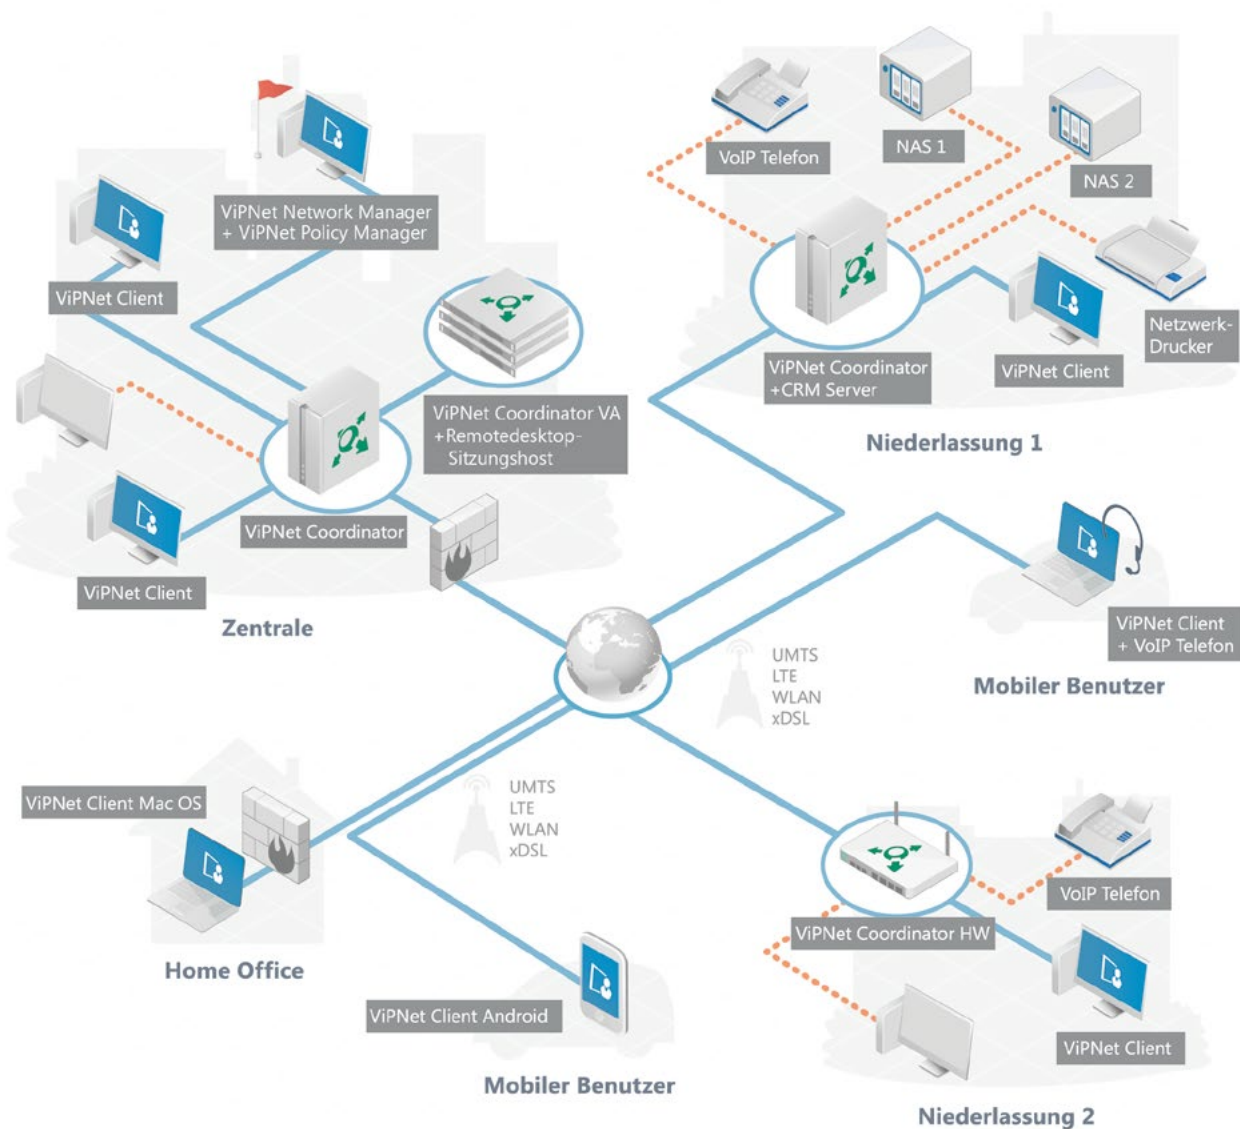 VoIP Telefon
NAS 1
NAS 2
ViPNet Network Manager
+ ViPNet Policy Manager
ViPNet Client
Netzwerk-
Drucker
ViPNet Coordinator
+CRM Server
ViPNet Client
Niederlassung 1
ViPNet Coordinator VA
+Remotedesktop-
Sitzungshost
ViPNet Coordinator
ViPNet Client
Zentrale
ViPNet Client
+ VoIP Telefon
Mobiler Benutzer
UMTS
LTE
WLAN
xDSL
ViPNet Client Mac OS
Home Office
UMTS
LTE
WLAN
xDSL
ViPNet Client Android
Mobiler Benutzer
VoIP Telefon
ViPNet Coordinator HW
ViPNet Client
Niederlassung 2